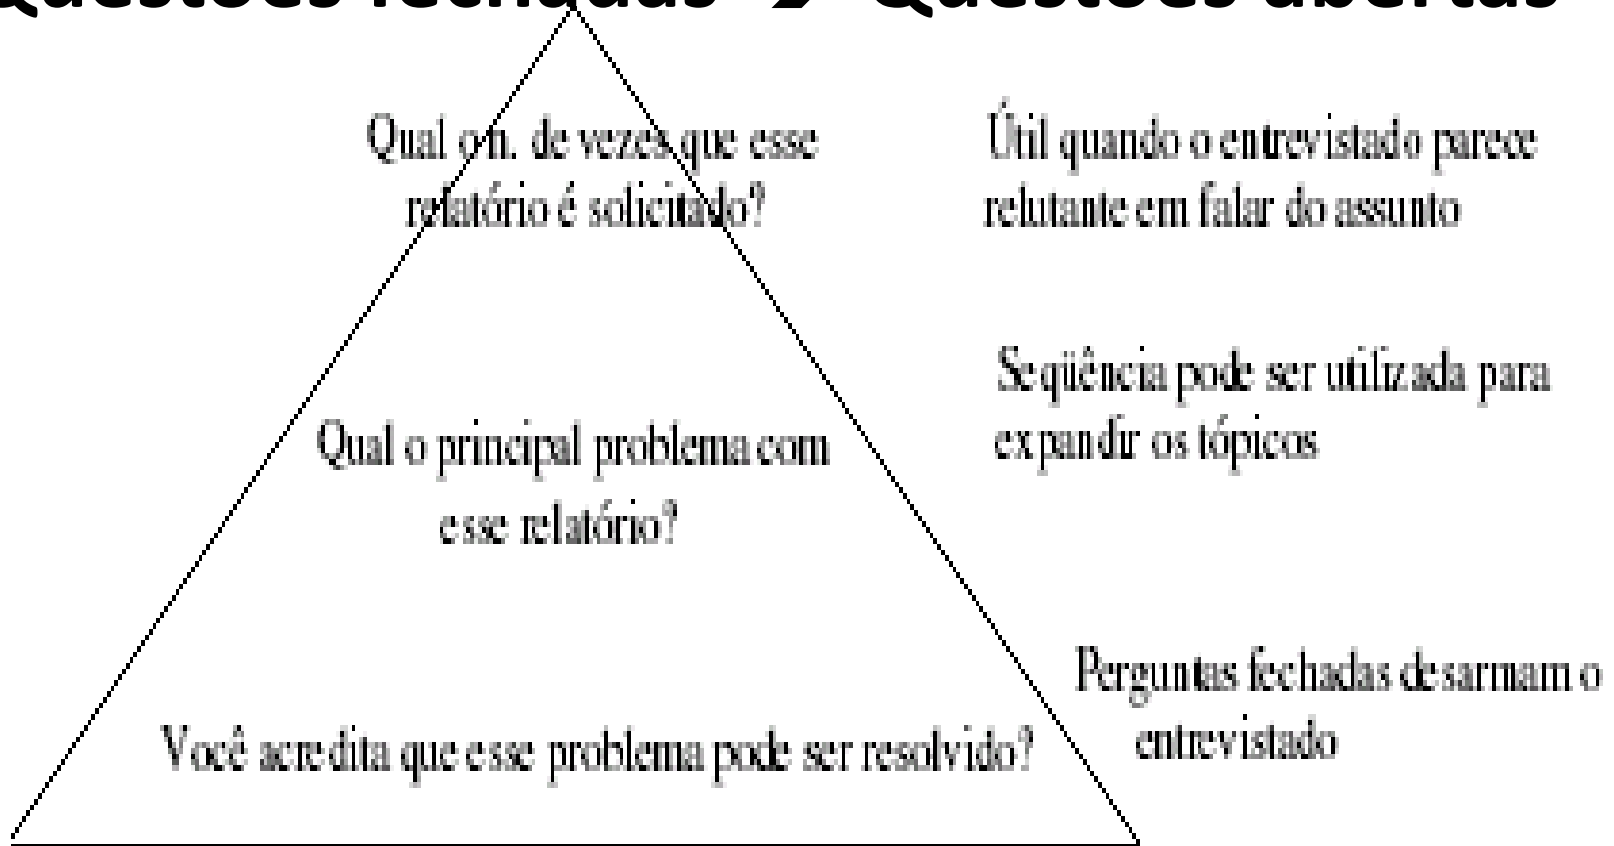 Questões fechadas → Questões abertas
Qual o n. de vezes que esse
relatório é solicitado?
Útil quando o entrevistado parece
relutante em falar do assunto
Seqüência pode ser utilizada para
expandir os tópicos
Qual o principal problema com
esse relatório?
Perguntas fechadas desarmam o
entrevistado
Você acredita que esse problema pode ser resolvido?